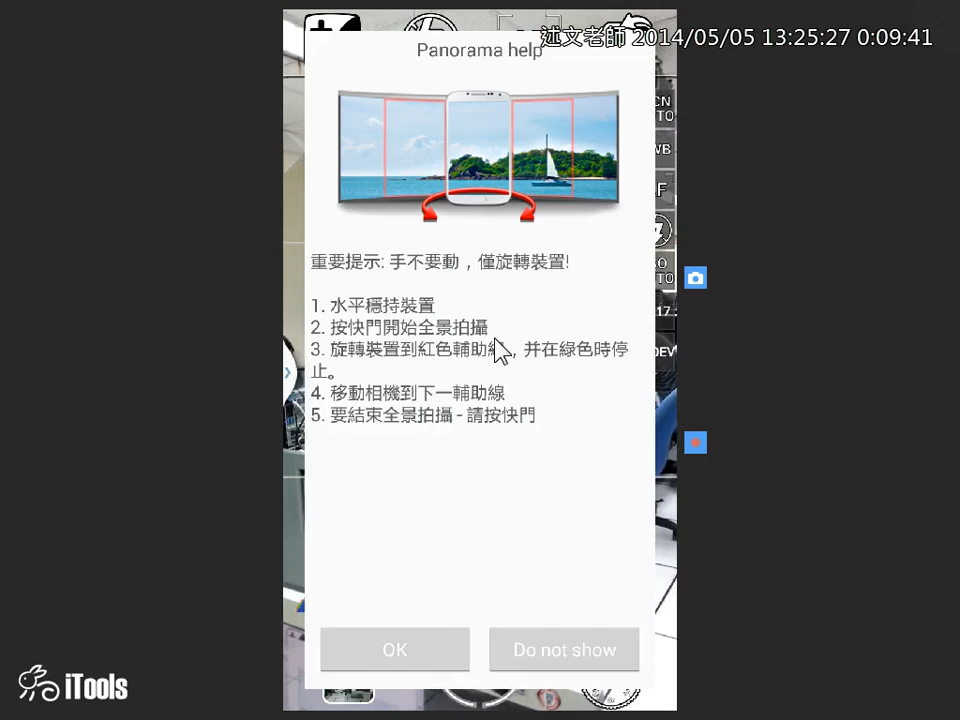 述文老師 2014/05/05 13:25:27 0:09:41
Panorama help
重要提示: 手不要動，僅旋轉裝置!
1. 水平穩持裝置
2. 按快門開始全景拍攝
3. 旋轉裝置到紅色輔助線，并在綠色時停
止。
4. 移動相機到下一輔助線
5. 要結束全景拍攝 - 請按快門
OK
Do not show
iTools